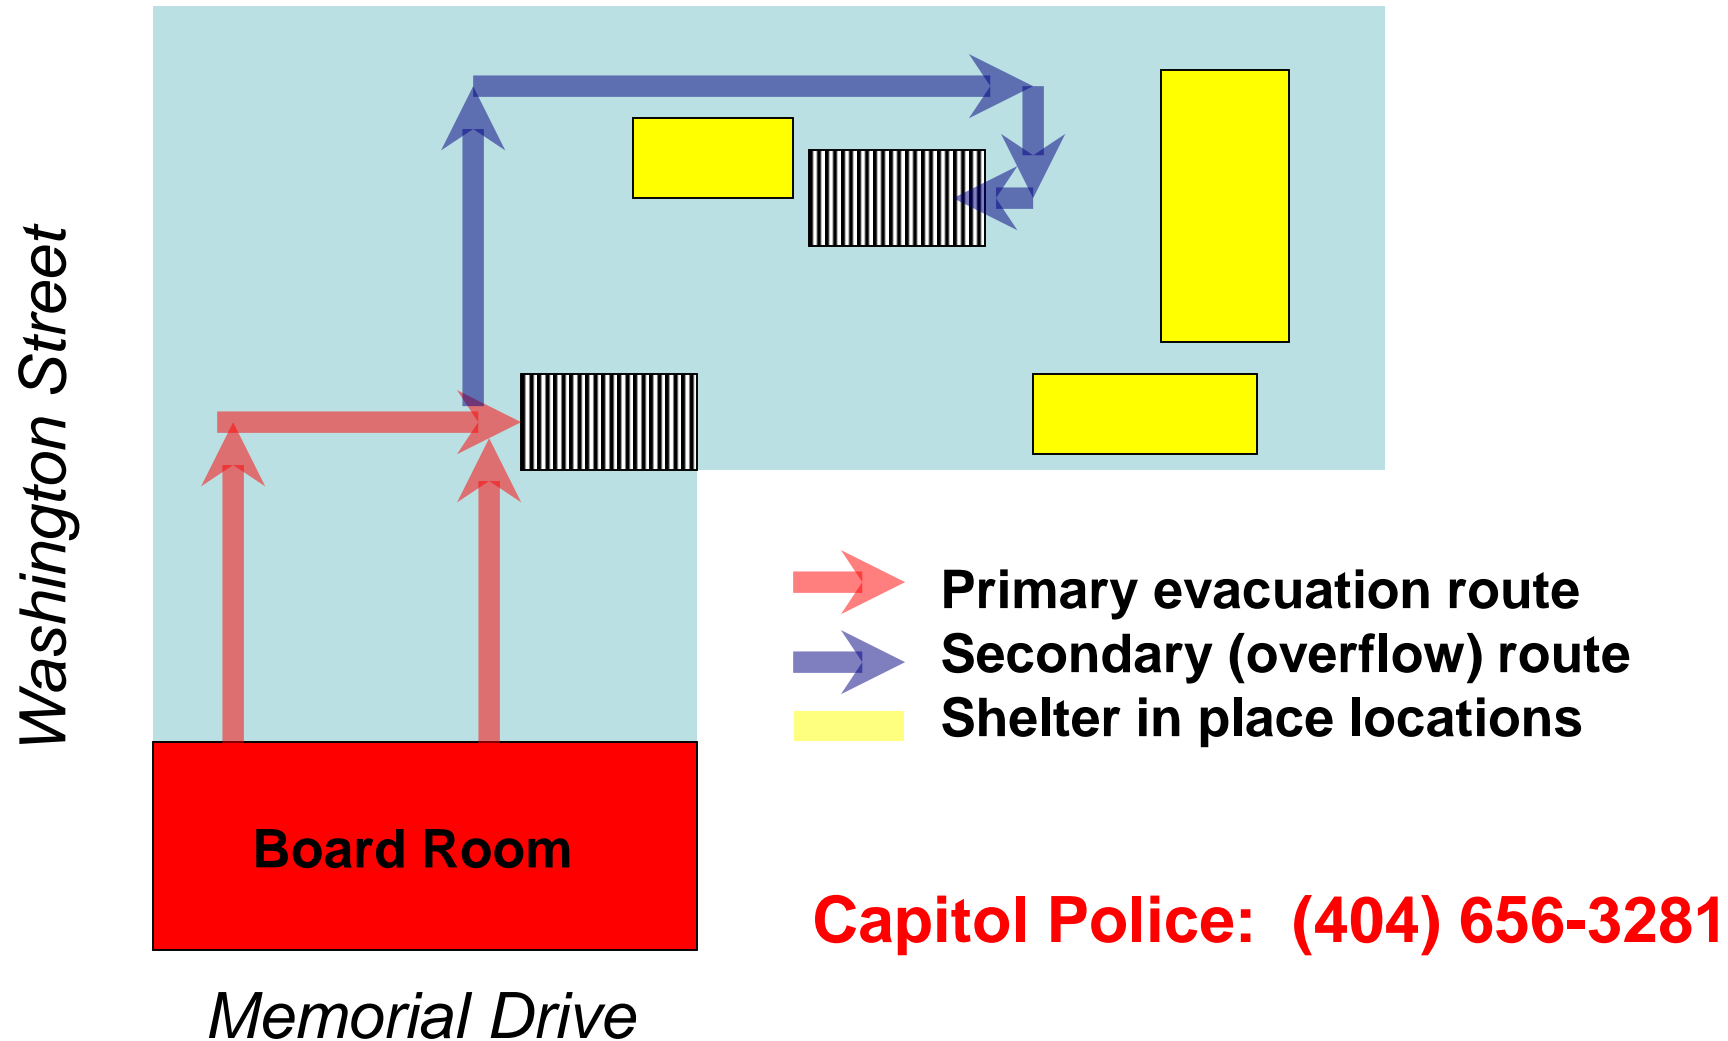 Washington Street
Primary evacuation route
Secondary (overflow) route
Shelter in place locations
Board Room
Capitol Police: (404) 656-3281
Memorial Drive